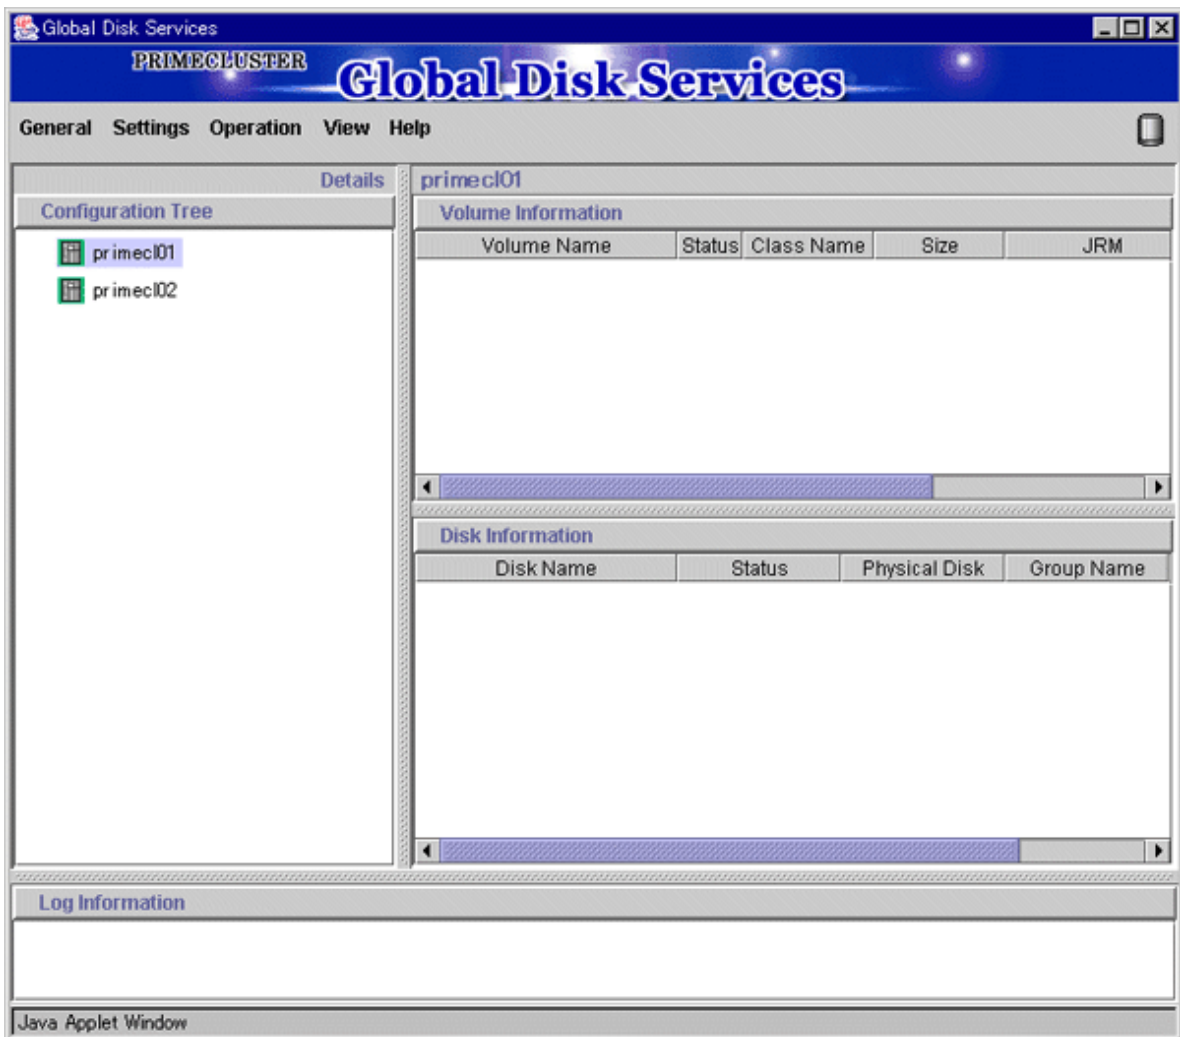 Global Disk Services
PRIMECLUSTER
Global Disk Services
General Settings Operation View Help
Details
Configuration Tree
primecl01
primecl02
primecl01
Volume Information
Volume Name Status Class Name Size JRM
Disk Information
Disk Name Status Physical Disk Group Name
Log Information
Java Applet Window